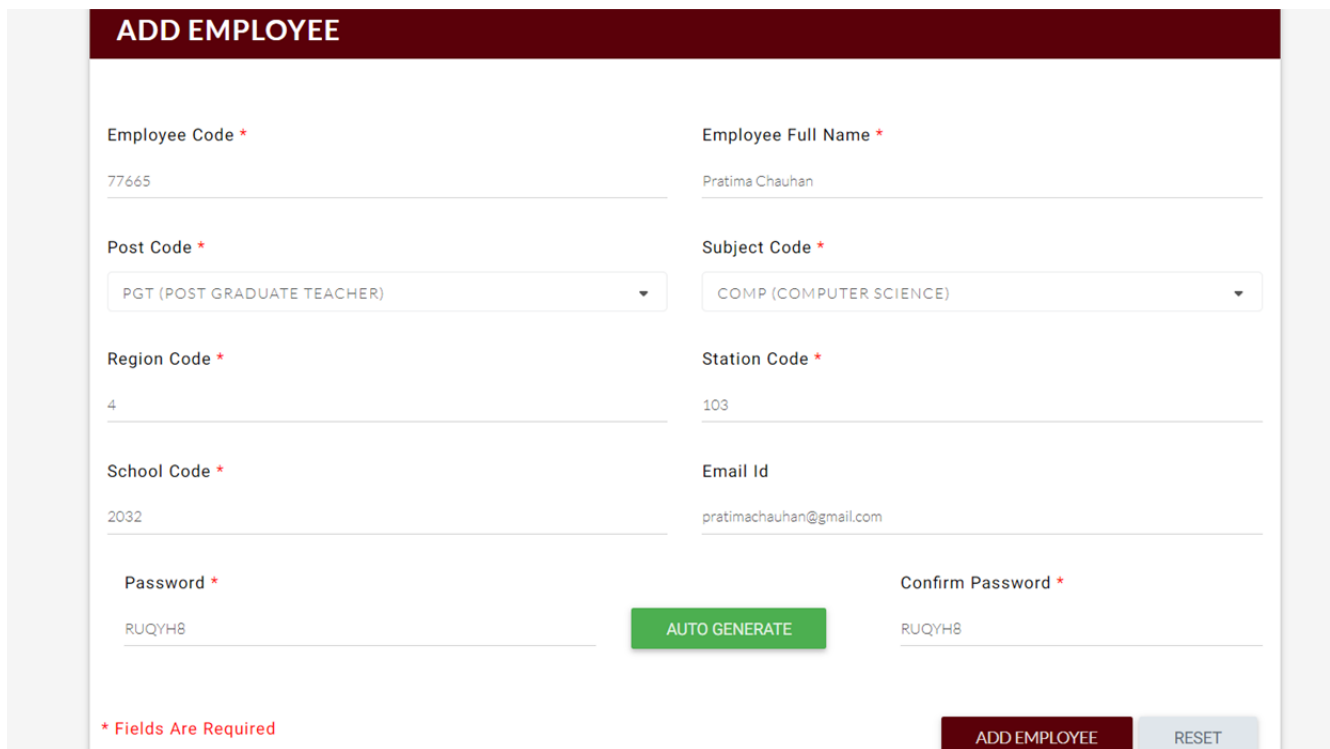 ADD EMPLOYEE
Employee Code *
Employee Full Name *
77665
Pratima Chauhan
Post Code *
Subject Code *
PGT (POST GRADUATE TEACHER)
COMP (COMPUTER SCIENCE)
Region Code *
Station Code *
4
103
School Code *
Email Id
2032
pratimachauhan@gmail.com
Password *
Confirm Password *
RUQYH8
AUTO GENERATE
RUQYH8
* Fields Are Required
ADD EMPLOYEE
RESET